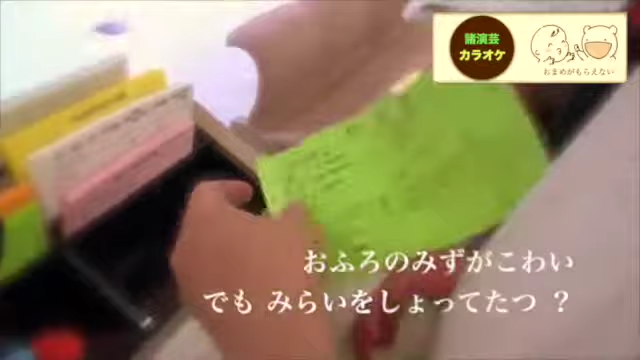 諸演芸
カラオケ
おまめがもらえない
おふろのみずがこわい
でも みらいをしょってたつ ?